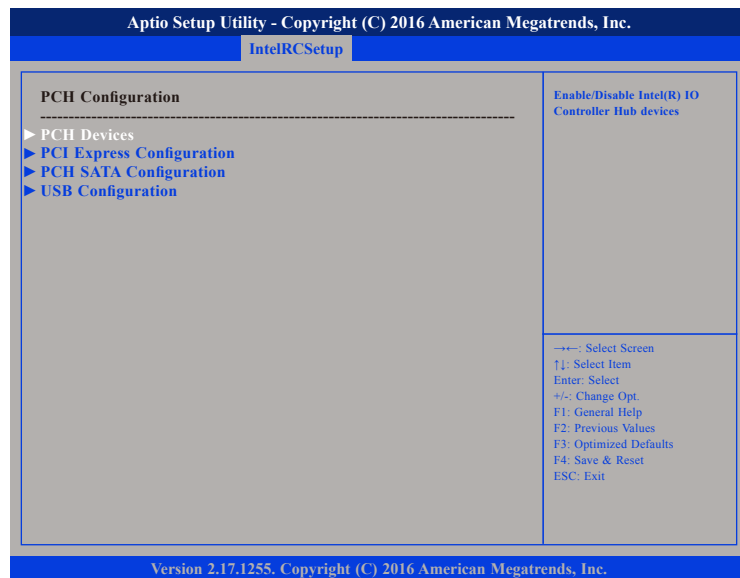 Aptio Setup Utility - Copyright (C) 2016 American Megatrends, Inc.
IntelRCSetup
PCH Configuration
--------------------------------------------------------------------------------------
► PCH Devices
► PCI Express Configuration
► PCH SATA Configuration
► USB Configuration
Enable/Disable Intel(R) IO
Controller Hub devices
→←: Select Screen
↑↓: Select Item
Enter: Select
+/-: Change Opt.
F1: General Help
F2: Previous Values
F3: Optimized Defaults
F4: Save & Reset
ESC: Exit
Version 2.17.1255. Copyright (C) 2016 American Megatrends, Inc.